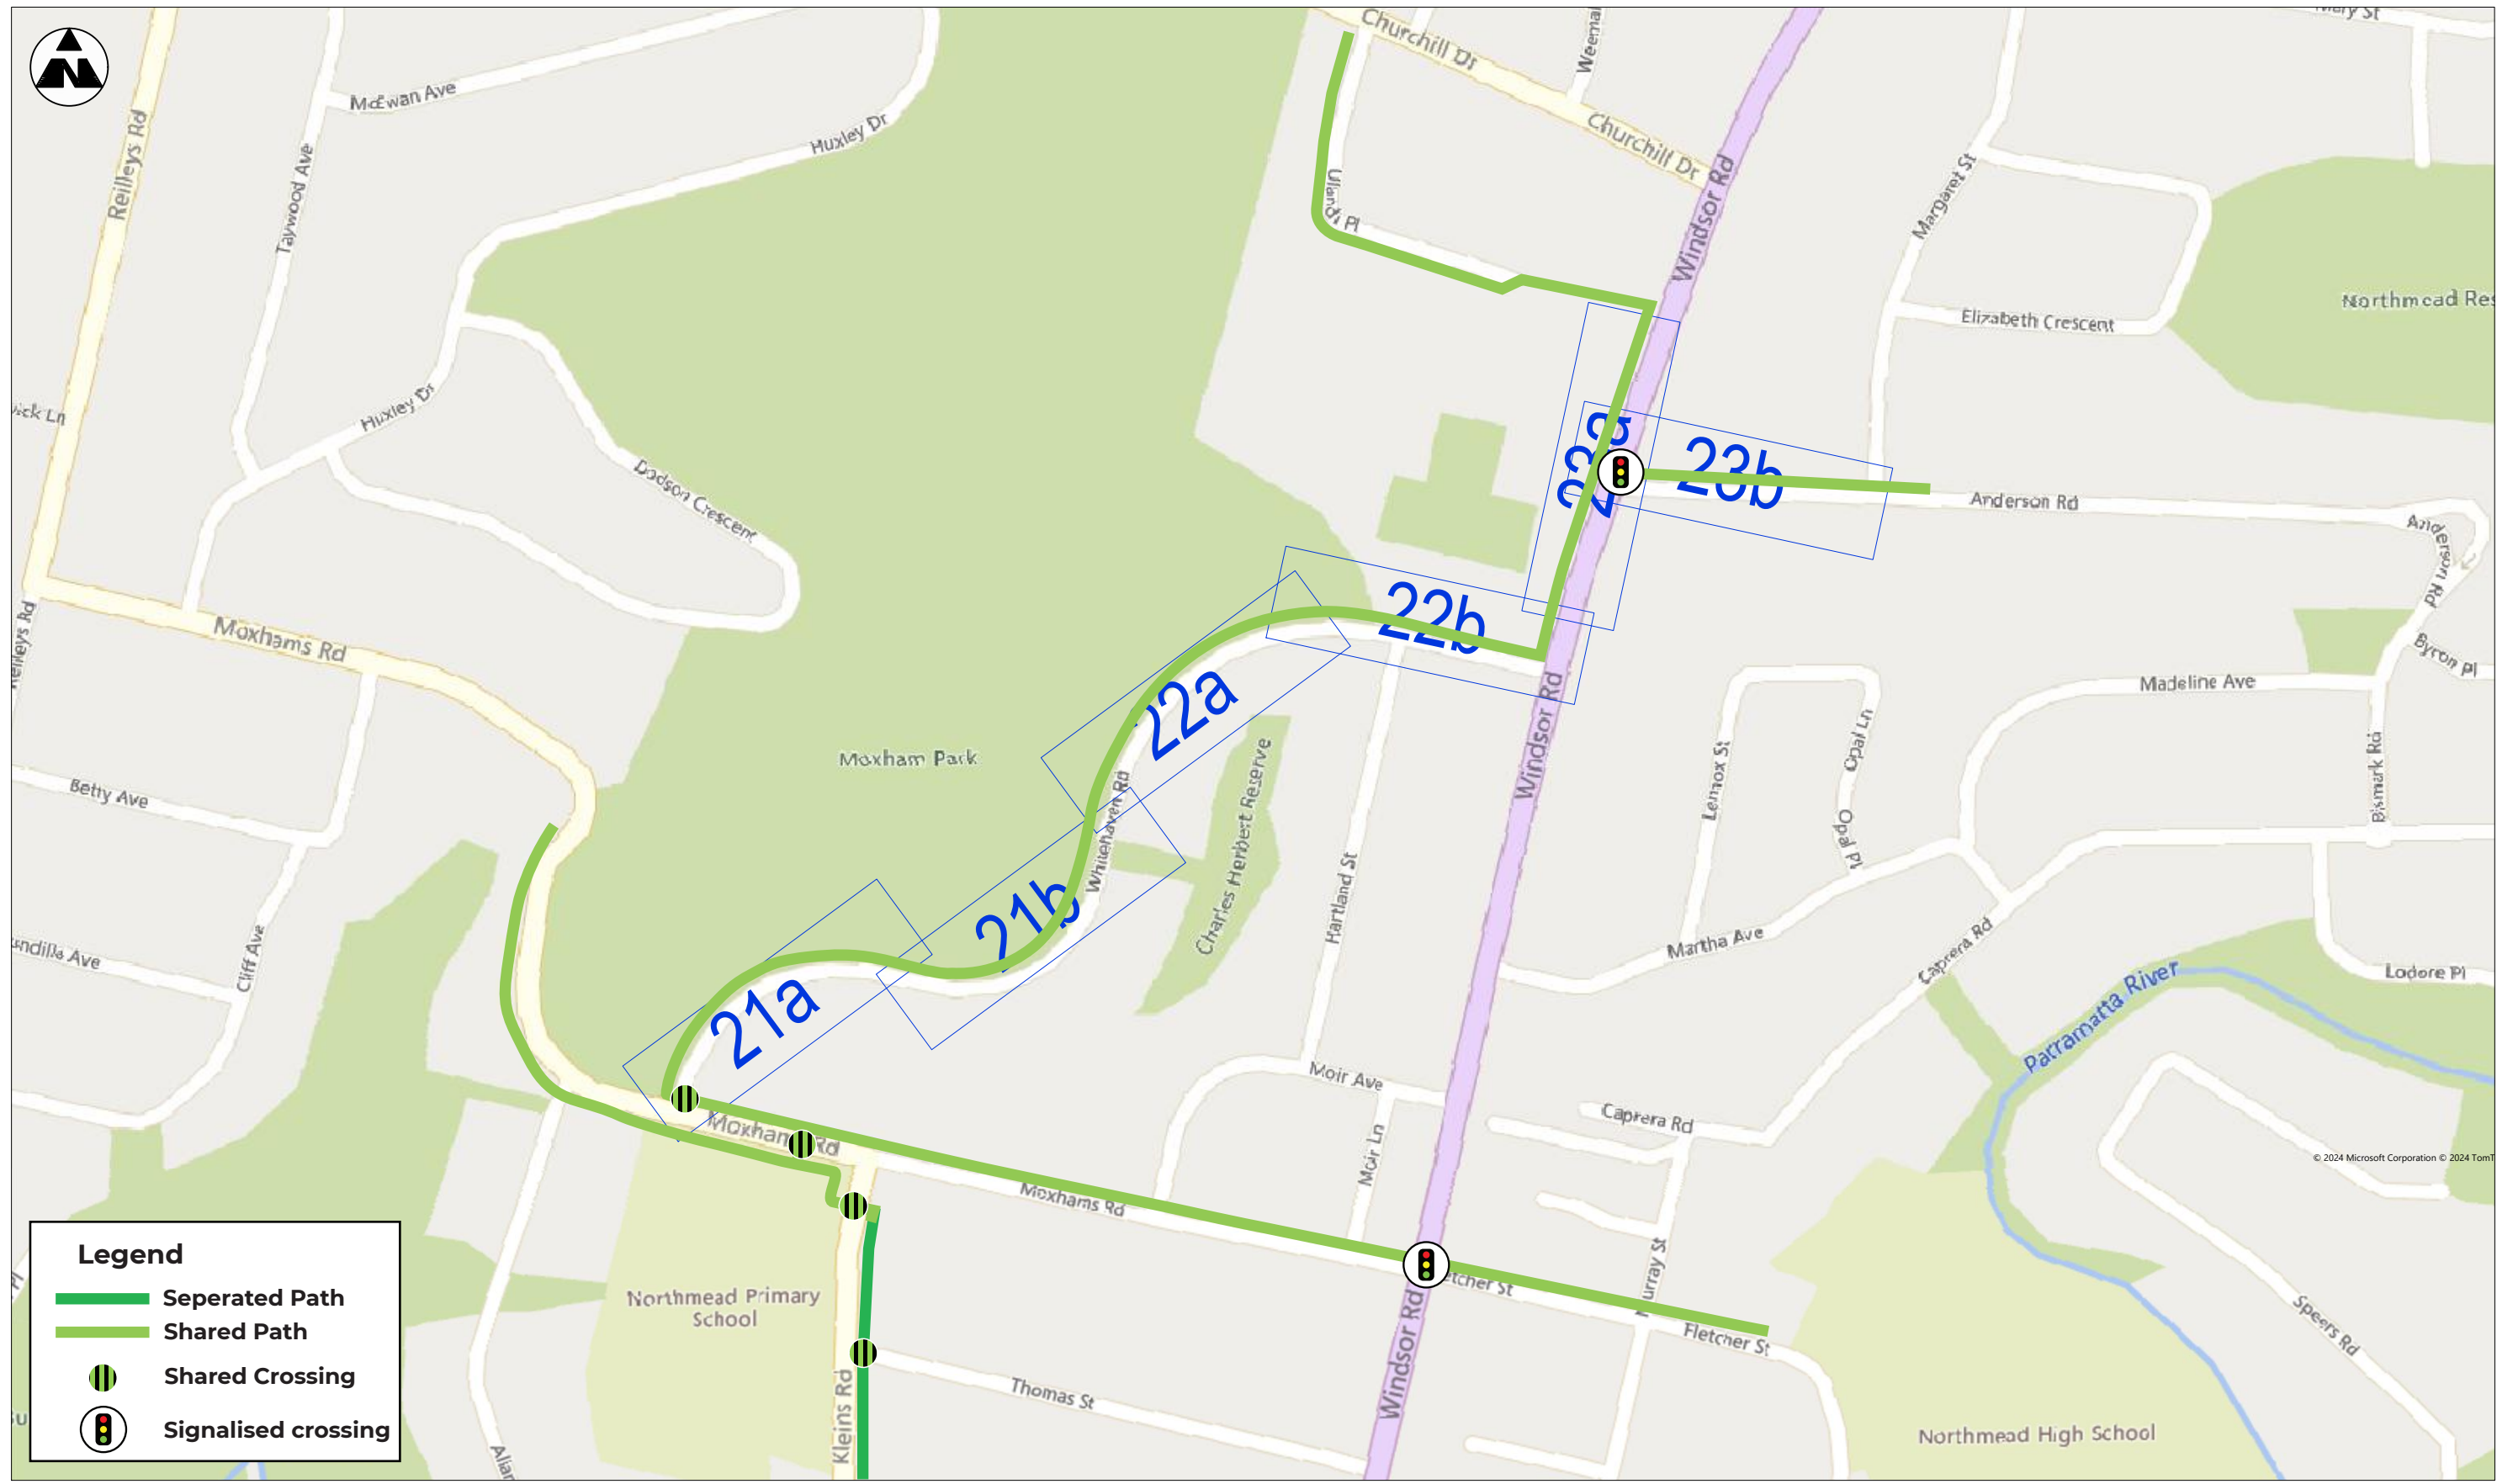 N
Mary St
Churchill Dr
McEwan Ave
Huxley Dr
Reilleys Rd
Taywood Ave
Churchill Dr
Windsor Rd
Margaret St
Northmead Res
Elizabeth Crescent
Huxley Dr
Dodson Crescent
23b
Anderson Rd
Anderson Rd
Moxhams Rd
22b
Byron Pl
Madeline Ave
22a
Windsor Rd
Lennox St
Opal Ln
Opal Pl
Bismark Rd
Moxham Park
Betty Ave
Whitehaven Rd
Charles Herbert Reserve
21b
Hartland St
Martha Ave
Caprera Rd
Cliff Ave
Lodore Pl
21a
Parramatta River
Moir Ave
Caprera Rd
Moxhams Rd
Moir Ln
© 2024 Microsoft Corporation © 2024 TomT
Moxhams Rd
Fletcher St
Murray St
Fletcher St
Northmead Primary
School
Speers Rd
Kleins Rd
Thomas St
Windsor Rd
Northmead High School
Legend
Seperated Path
Shared Path
Shared Crossing
Signalised crossing